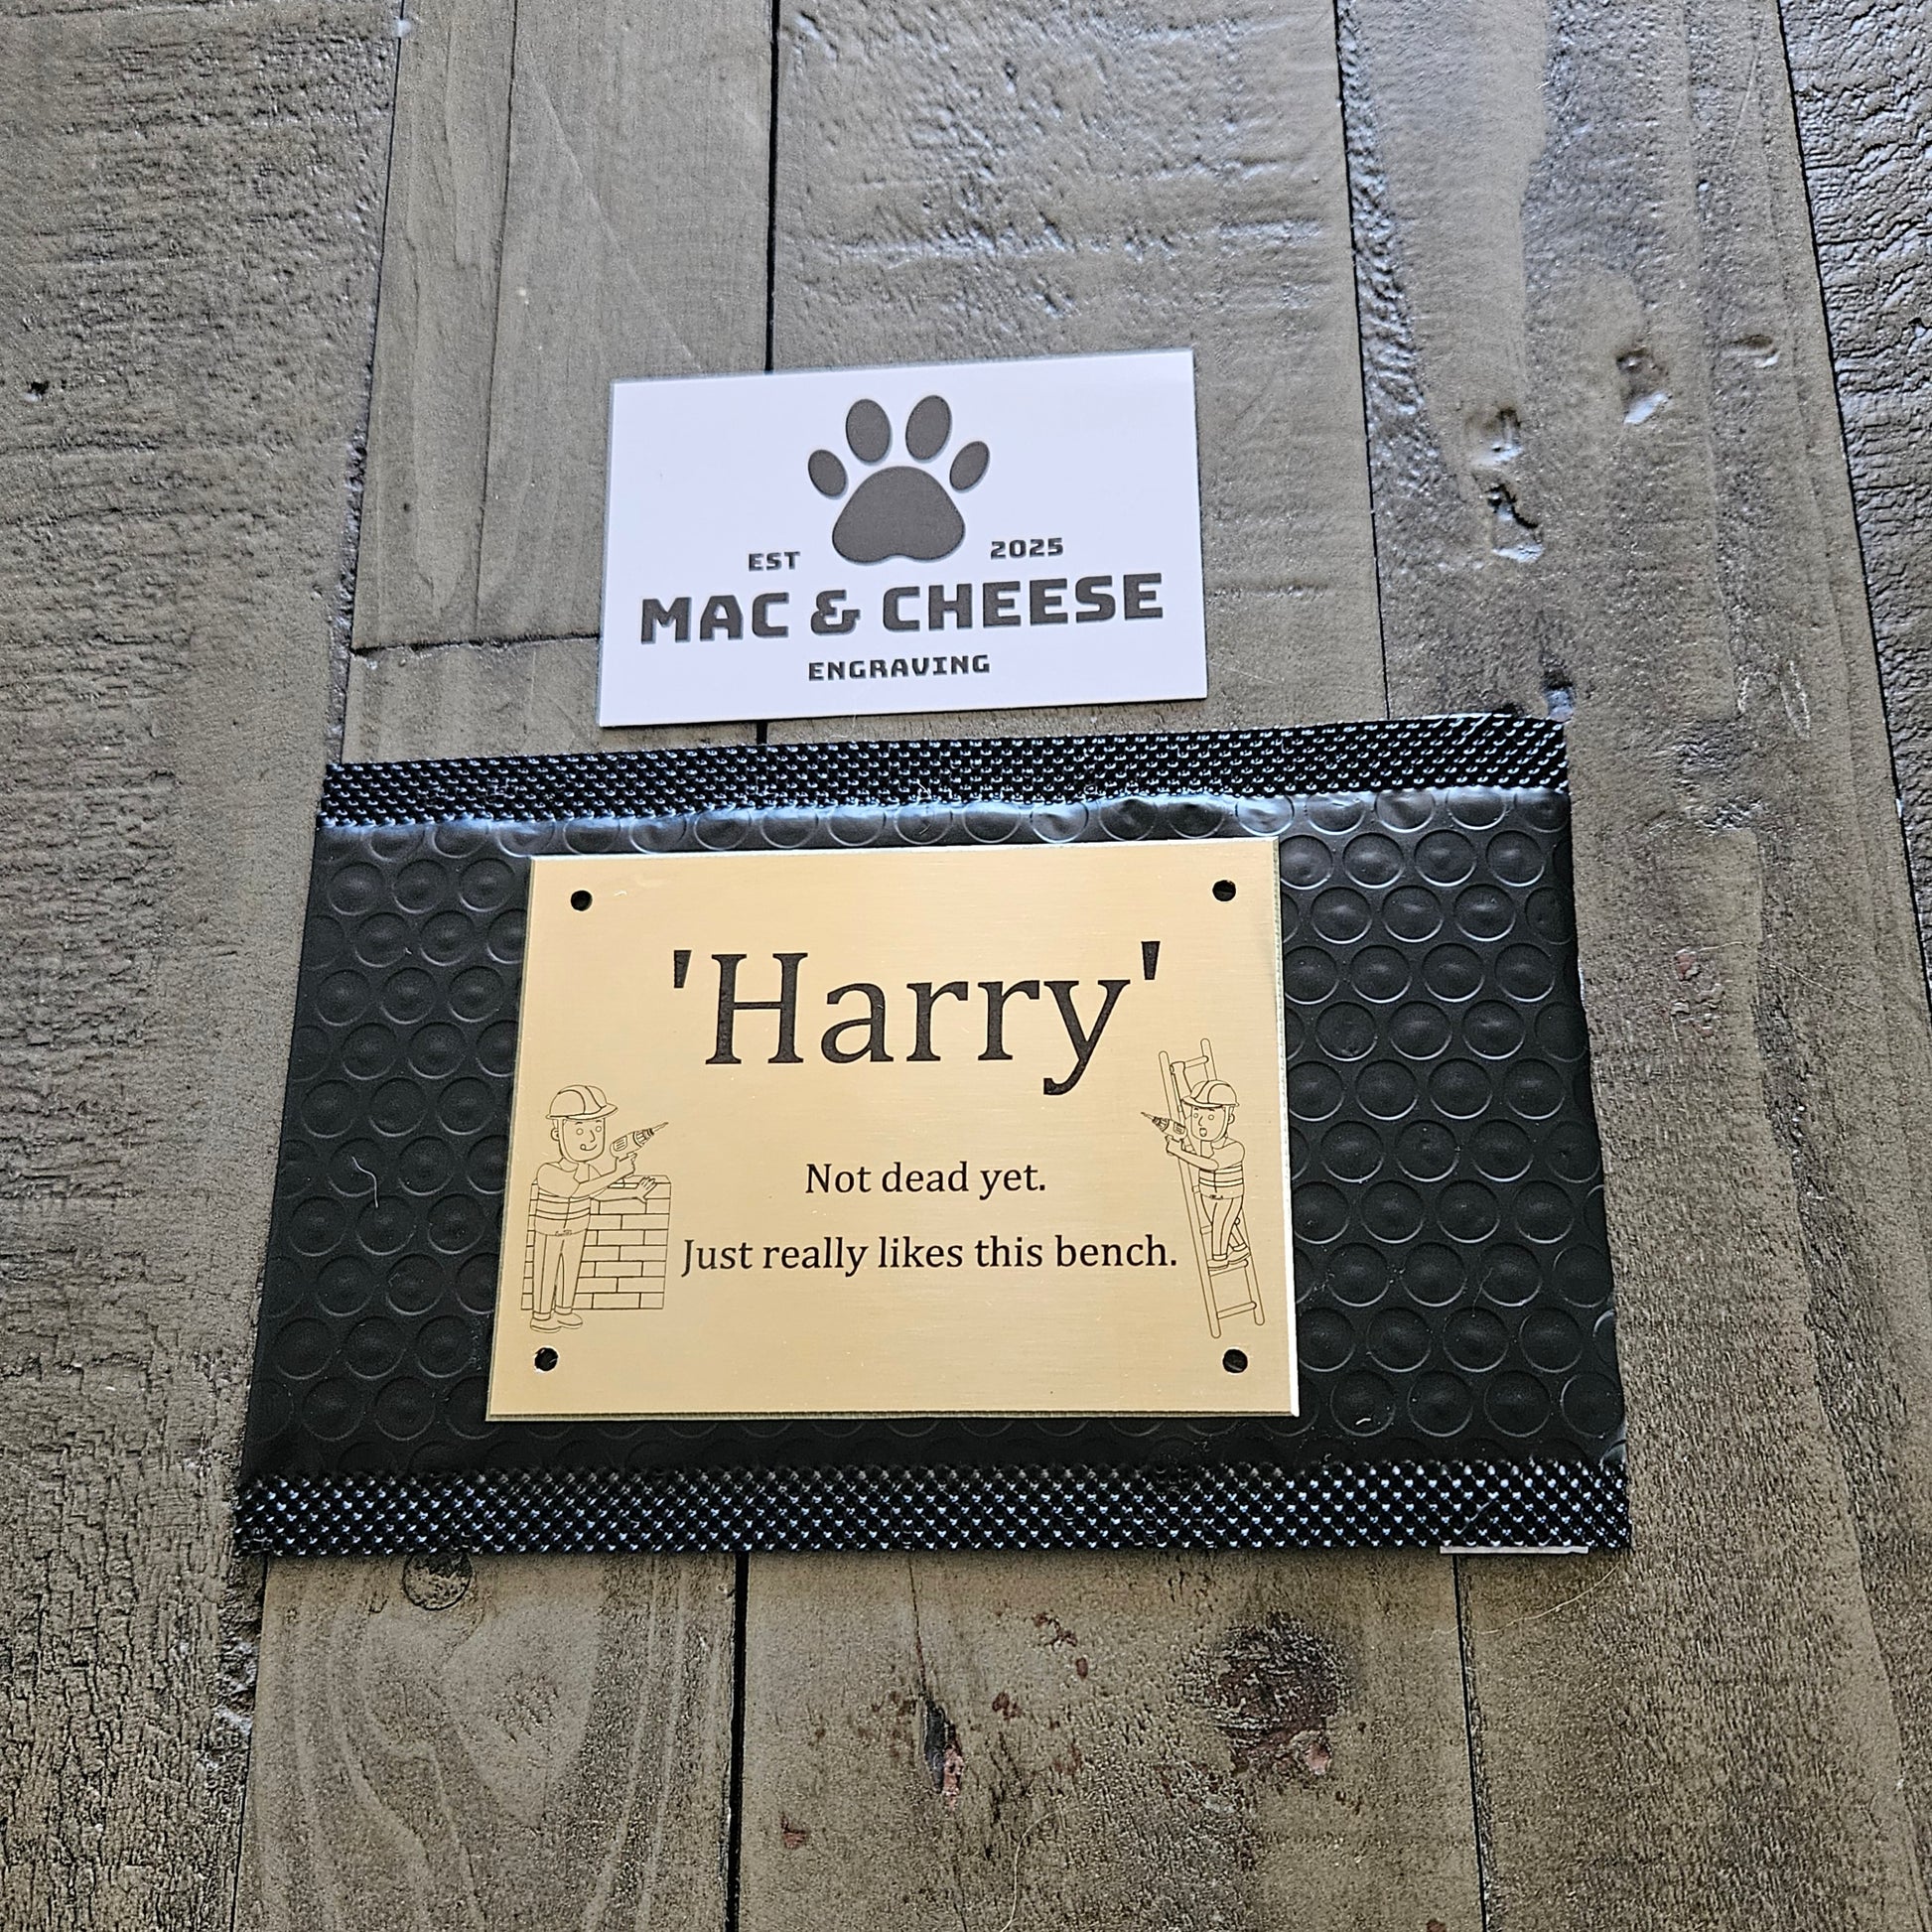 EST 2025
MAC & CHEESE
ENGRAVING
'Harry'
Not dead yet.
Just really likes this bench.